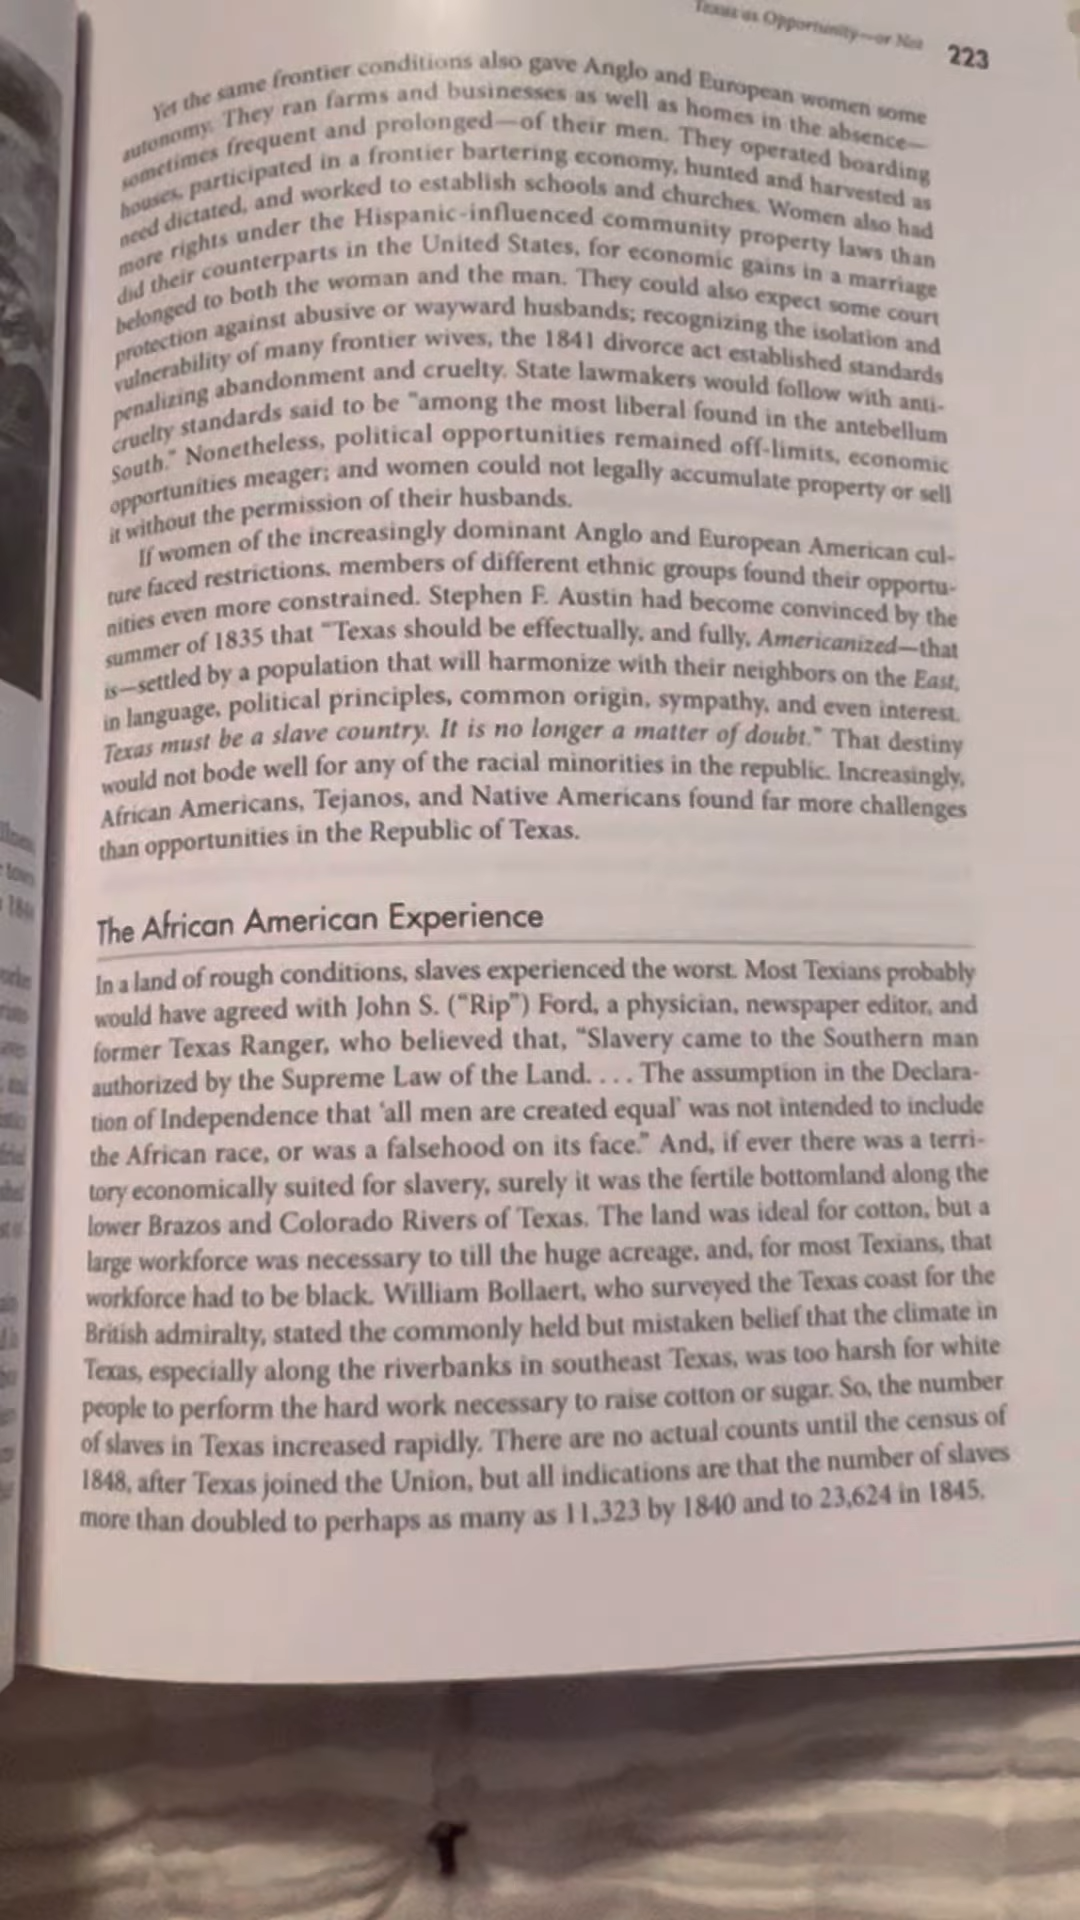 Texas as Opportunity—or Not
223
Yet the same frontier conditions also gave Anglo and European women some
autonomy. They ran farms and businesses as well as homes in the absence—
sometimes frequent and prolonged—of their men. They operated boarding
houses, participated in a frontier bartering economy, hunted and harvested as
need dictated, and worked to establish schools and churches. Women also had
more rights under the Hispanic-influenced community property laws than
did their counterparts in the United States, for economic gains in a marriage
belonged to both the woman and the man. They could also expect some court
protection against abusive or wayward husbands; recognizing the isolation and
vulnerability of many frontier wives, the 1841 divorce act established standards
penalizing abandonment and cruelty. State lawmakers would follow with anti-
cruelty standards said to be "among the most liberal found in the antebellum
South." Nonetheless, political opportunities remained off-limits, economic
opportunities meager; and women could not legally accumulate property or sell
it without the permission of their husbands.
If women of the increasingly dominant Anglo and European American cul-
ture faced restrictions, members of different ethnic groups found their opportu-
nities even more constrained. Stephen F. Austin had become convinced by the
summer of 1835 that "Texas should be effectually, and fully, Americanized—that
is—settled by a population that will harmonize with their neighbors on the East,
in language, political principles, common origin, sympathy, and even interest.
Texas must be a slave country. It is no longer a matter of doubt." That destiny
would not bode well for any of the racial minorities in the republic. Increasingly,
African Americans, Tejanos, and Native Americans found far more challenges
than opportunities in the Republic of Texas.
The African American Experience
In a land of rough conditions, slaves experienced the worst. Most Texians probably
would have agreed with John S. ("Rip") Ford, a physician, newspaper editor, and
former Texas Ranger, who believed that, "Slavery came to the Southern man
authorized by the Supreme Law of the Land. . . . The assumption in the Declara-
tion of Independence that 'all men are created equal' was not intended to include
the African race, or was a falsehood on its face." And, if ever there was a terri-
tory economically suited for slavery, surely it was the fertile bottomland along the
lower Brazos and Colorado Rivers of Texas. The land was ideal for cotton, but a
large workforce was necessary to till the huge acreage, and, for most Texians, that
workforce had to be black. William Bollaert, who surveyed the Texas coast for the
British admiralty, stated the commonly held but mistaken belief that the climate in
Texas, especially along the riverbanks in southeast Texas, was too harsh for white
people to perform the hard work necessary to raise cotton or sugar. So, the number
of slaves in Texas increased rapidly. There are no actual counts until the census of
1848, after Texas joined the Union, but all indications are that the number of slaves
more than doubled to perhaps as many as 11,323 by 1840 and to 23,624 in 1845.